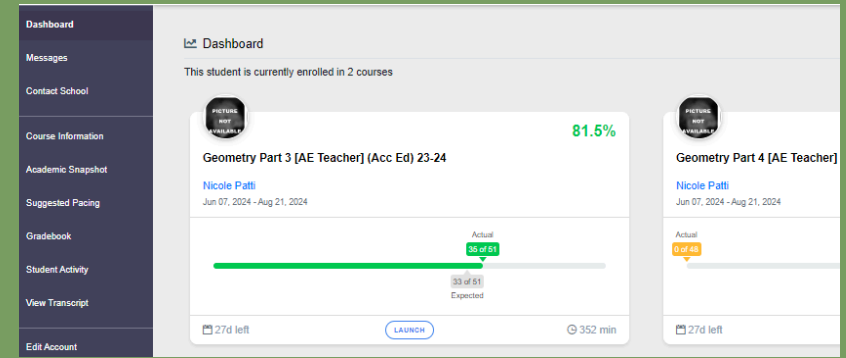 Dashboard
Messages
Contact School
Course Information
Academic Snapshot
Suggested Pacing
Gradebook
Student Activity
View Transcript
Edit Account
Dashboard
This student is currently enrolled in 2 courses
PICTURE
NOT
AVAILABLE
81.5%
Geometry Part 3 [AE Teacher] (Acc Ed) 23-24
Nicole Patti
Jun 07, 2024 - Aug 21, 2024
Actual
35 of 51
33 of 51
Expected
27d left
LAUNCH
352 min
PICTURE
NOT
AVAILABLE
Geometry Part 4 [AE Teacher]
Nicole Patti
Jun 07, 2024 - Aug 21, 2024
Actual
0 of 48
27d left